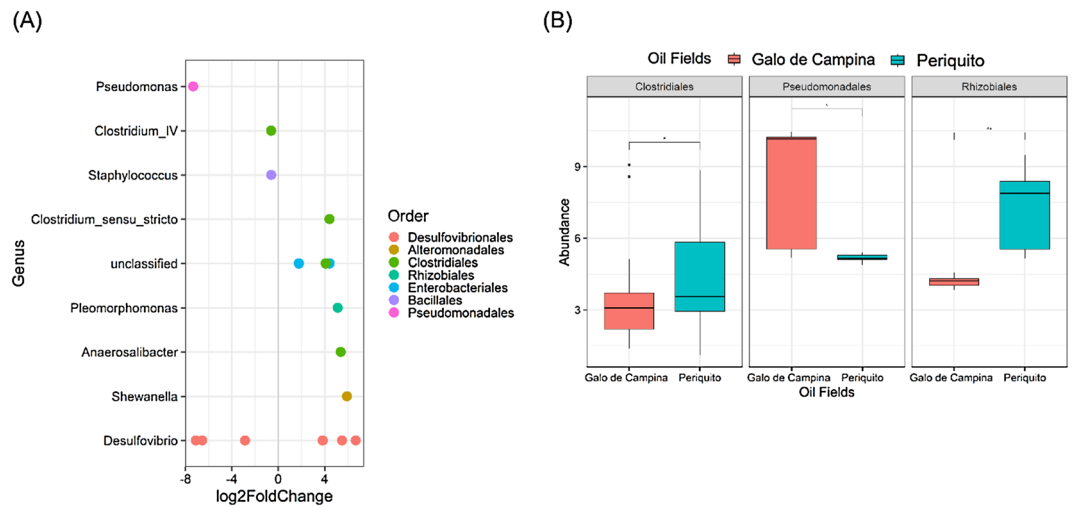 (A)
Genus
Pseudomonas
Clostridium_IV
Staphylococcus
Clostridium_sensu_stricto
unclassified
Pleomorphomonas
Anaerosalibacter
Shewanella
Desulfovibrio
-8 -4 0 4
log2FoldChange
Order
Desulfovibrionales
Alteromonadales
Clostridiales
Rhizobiales
Enterobacteriales
Bacillales
Pseudomonadales
(B)
Oil Fields Galo de Campina Periquito
Clostridiales Pseudomonadales Rhizobiales
Abundance
9
6
3
Galo de Campina Periquito Galo de Campina Periquito Galo de Campina Periquito
Oil Fields